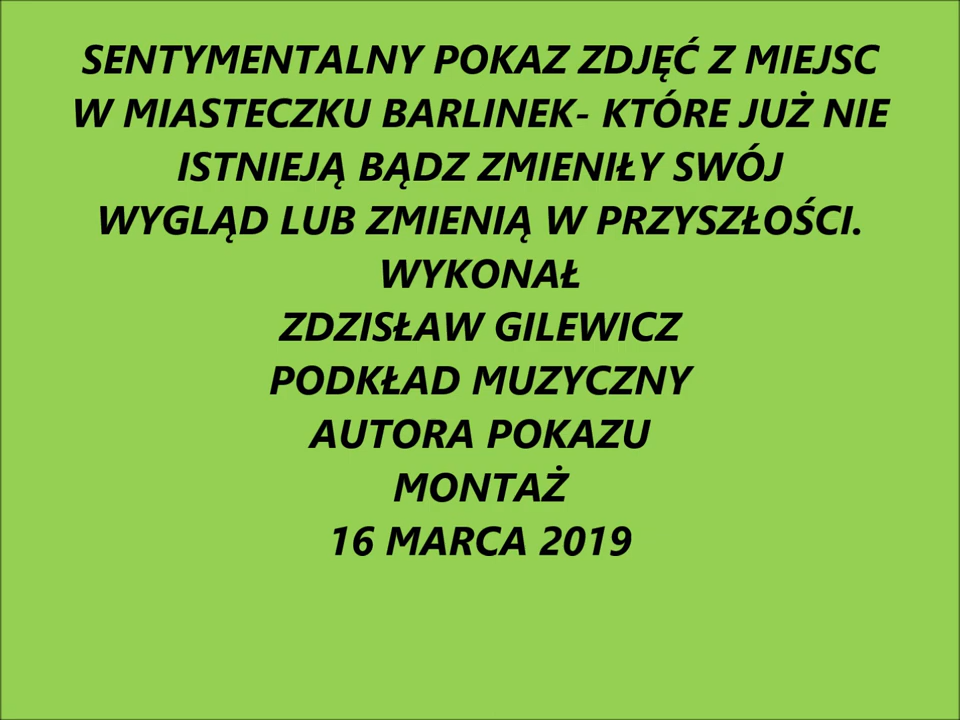 SENTYMENTALNY POKAZ ZDJĘĆ Z MIEJSC
W MIASTECZKU BARLINEK- KTÓRE JUŻ NIE
ISTNIEJĄ BĄDZ ZMIENIŁY SWÓJ
WYGLĄD LUB ZMIENIĄ W PRZYSZŁOŚCI.
WYKONAŁ
ZDZISŁAW GILEWICZ
PODKŁAD MUZYCZNY
AUTORA POKAZU
MONTAŻ
16 MARCA 2019